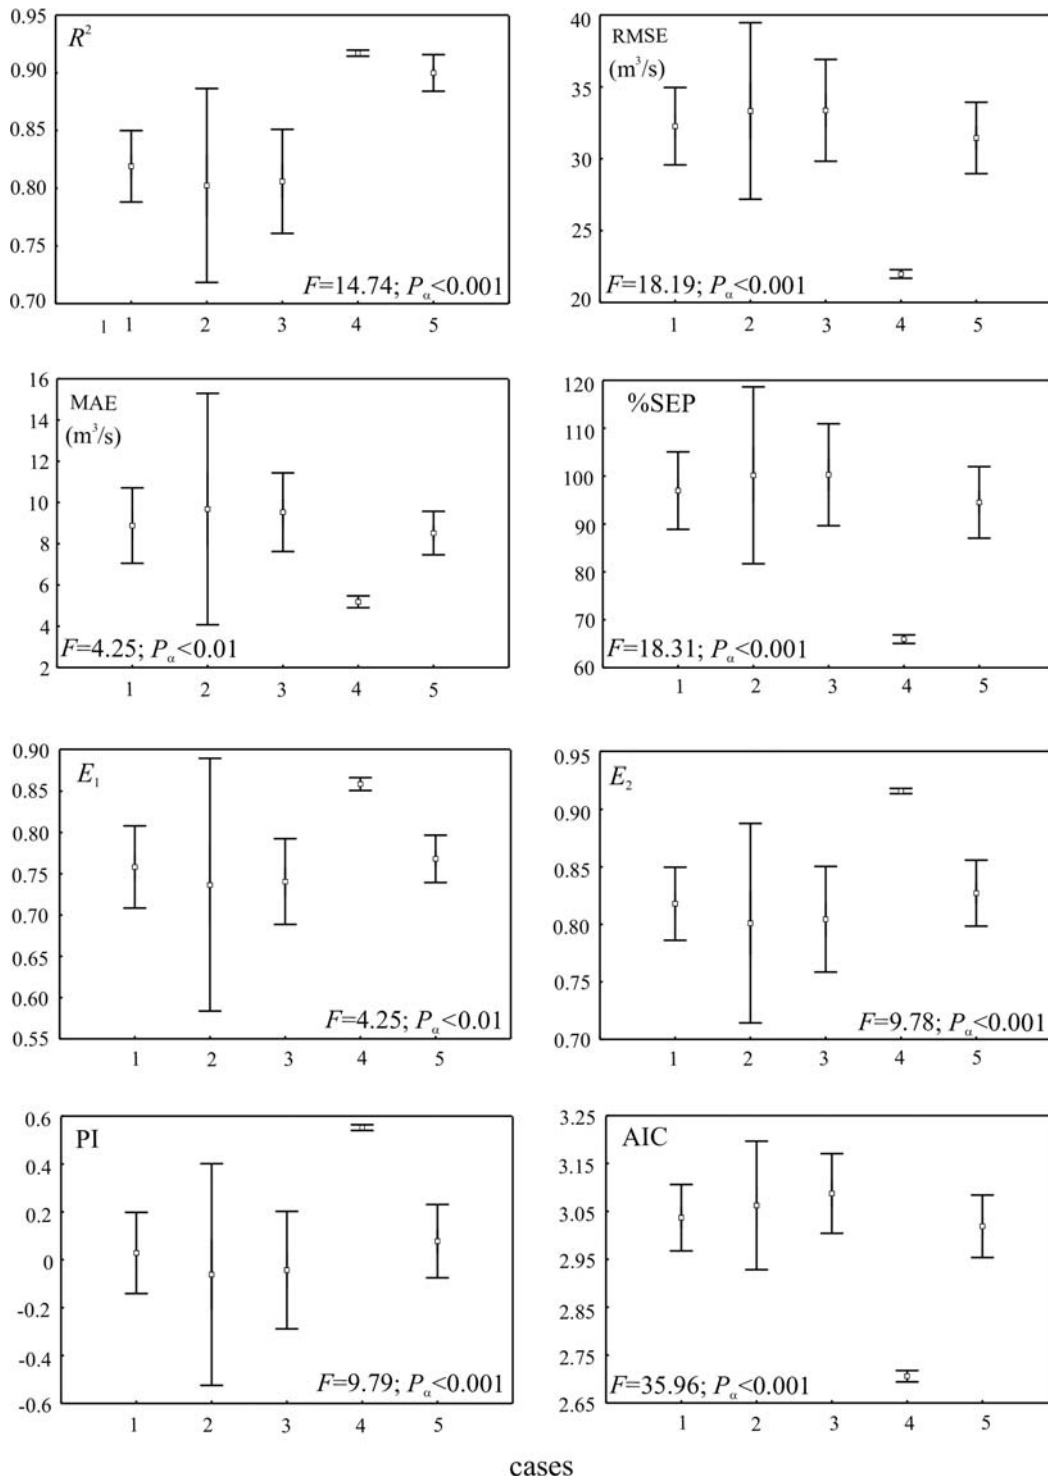 0.95
R²
0.90
0.85
0.80
0.75
0.70
F=14.74; Pα<0.001
1 1 2 3 4 5
40
RMSE
(m³/s)
35
30
25
20
F=18.19; Pα<0.001
1 2 3 4 5
16
MAE
(m³/s)
14
12
10
8
6
4
2
F=4.25; Pα<0.01
1 2 3 4 5
120
%SEP
110
100
90
80
70
60
F=18.31; Pα<0.001
1 2 3 4 5
0.90
E₁
0.85
0.80
0.75
0.70
0.65
0.60
0.55
F=4.25; Pα<0.01
1 2 3 4 5
0.95
E₂
0.90
0.85
0.80
0.75
0.70
F=9.78; Pα<0.001
1 2 3 4 5
0.6
PI
0.4
0.2
0
-0.2
-0.4
-0.6
F=9.79; Pα<0.001
1 2 3 4 5
3.25
AIC
3.15
3.05
2.95
2.85
2.75
2.65
F=35.96; Pα<0.001
1 2 3 4 5
cases